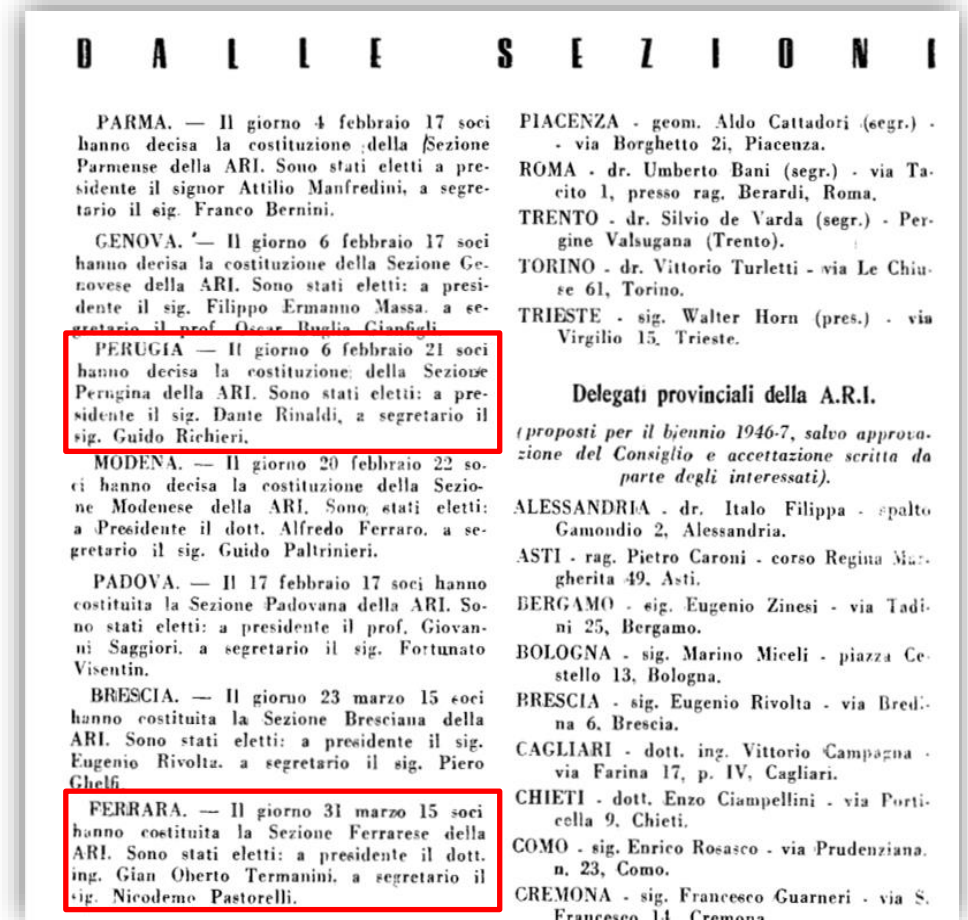 DALLE SEZIONI
PARMA. — Il giorno 4 febbraio 17 soci
hanno decisa la costituzione della Sezione
Parmense della ARI. Sono stati eletti a pre-
sidente il signor Attilio Manfredini, a segre-
tario il sig. Franco Bernini.
GENOVA. — Il giorno 6 febbraio 17 soci
hanno decisa la costituzione della Sezione Ge-
novese della ARI. Sono stati eletti: a presi-
dente il sig. Filippo Ermanno Massa. a se-
gretario il prof. Oscar Buglia Gianfigli
PERUGIA — Il giorno 6 febbraio 21 soci
hanno decisa la costituzione della Sezione
Perugina della ARI. Sono stati eletti: a pre-
sidente il sig. Dante Rinaldi, a segretario il
sig. Guido Richieri.
MODENA. — Il giorno 20 febbraio 22 so-
ci hanno decisa la costituzione della Sezio-
ne Modenese della ARI. Sono stati eletti:
a Presidente il dott. Alfredo Ferraro. a se-
gretario il sig. Guido Paltrinieri.
PADOVA. — Il 17 febbraio 17 soci hanno
costituita la Sezione Padovana della ARI. So-
no stati eletti: a presidente il prof. Giovan-
ni Saggiori. a segretario il sig. Fortunato
Visentin.
BRESCIA. — Il giorno 23 marzo 15 soci
hanno costituita la Sezione Bresciana della
ARI. Sono stati eletti: a presidente il sig.
Eugenio Rivolta. a segretario il sig. Piero
Ghelfi
FERRARA. — Il giorno 31 marzo 15 soci
hanno costituita la Sezione Ferrarese della
ARI. Sono stati eletti: a presidente il dott.
ing. Gian Oberto Termanini. a segretario il
sig. Nicodemo Pastorelli.
PIACENZA - geom. Aldo Cattadori (segr.) -
- via Borghetto 2i, Piacenza.
ROMA - dr. Umberto Bani (segr.) - via Ta-
cito 1, presso rag. Berardi, Roma.
TRENTO - dr. Silvio de Varda (segr.) - Per-
gine Valsugana (Trento).
TORINO - dr. Vittorio Turletti - via Le Chiu-
se 61, Torino.
TRIESTE - sig. Walter Horn (pres.) - via
Virgilio 15, Trieste.
Delegati provinciali della A.R.I.
(proposti per il biennio 1946-7, salvo approva-
zione del Consiglio e accettazione scritta da
parte degli interessati).
ALESSANDRIA - dr. Italo Filippa - spalto
Gamondio 2, Alessandria.
ASTI - rag. Pietro Caroni - corso Regina Mar-
gherita 49, Asti.
BERGAMO - sig. Eugenio Zinesi - via Tadi-
ni 25, Bergamo.
BOLOGNA - sig. Marino Miceli - piazza Ce-
stello 13, Bologna.
BRESCIA - sig. Eugenio Rivolta - via Bredi-
na 6, Brescia.
CAGLIARI - dott. ing. Vittorio Campagna -
via Farina 17, p. IV, Cagliari.
CHIETI - dott. Enzo Ciampellini - via Porti-
cella 9, Chieti.
COMO - sig. Enrico Rosasco - via Prudenziana.
n. 23, Como.
CREMONA - sig. Francesco Guarneri - via S.
Francesco 14, Cremona